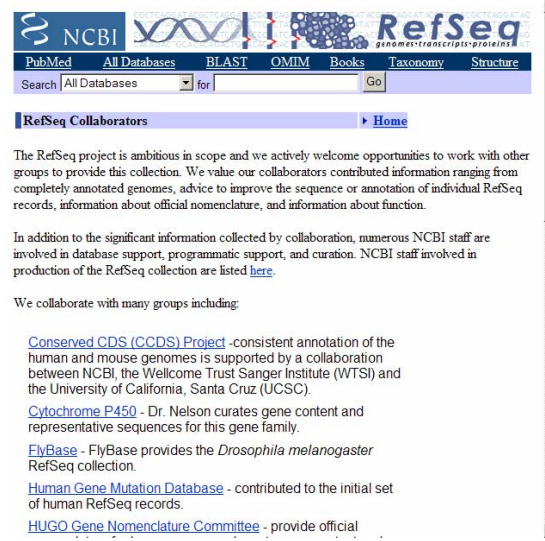 NCBI
RefSeq
genomes•transcripts•proteins
PubMed All Databases BLAST OMIM Books Taxonomy Structure
Search All Databases for Go
RefSeq Collaborators Home
The RefSeq project is ambitious in scope and we actively welcome opportunities to work with other
groups to provide this collection. We value our collaborators contributed information ranging from
completely annotated genomes, advice to improve the sequence or annotation of individual RefSeq
records, information about official nomenclature, and information about function.
In addition to the significant information collected by collaboration, numerous NCBI staff are
involved in database support, programmatic support, and curation. NCBI staff involved in
production of the RefSeq collection are listed here.
We collaborate with many groups including:
Conserved CDS (CCDS) Project -consistent annotation of the
human and mouse genomes is supported by a collaboration
between NCBI, the Wellcome Trust Sanger Institute (WTSI) and
the University of California, Santa Cruz (UCSC).
Cytochrome P450 - Dr. Nelson curates gene content and
representative sequences for this gene family.
FlyBase - FlyBase provides the Drosophila melanogaster
RefSeq collection.
Human Gene Mutation Database - contributed to the initial set
of human RefSeq records.
HUGO Gene Nomenclature Committee - provide official